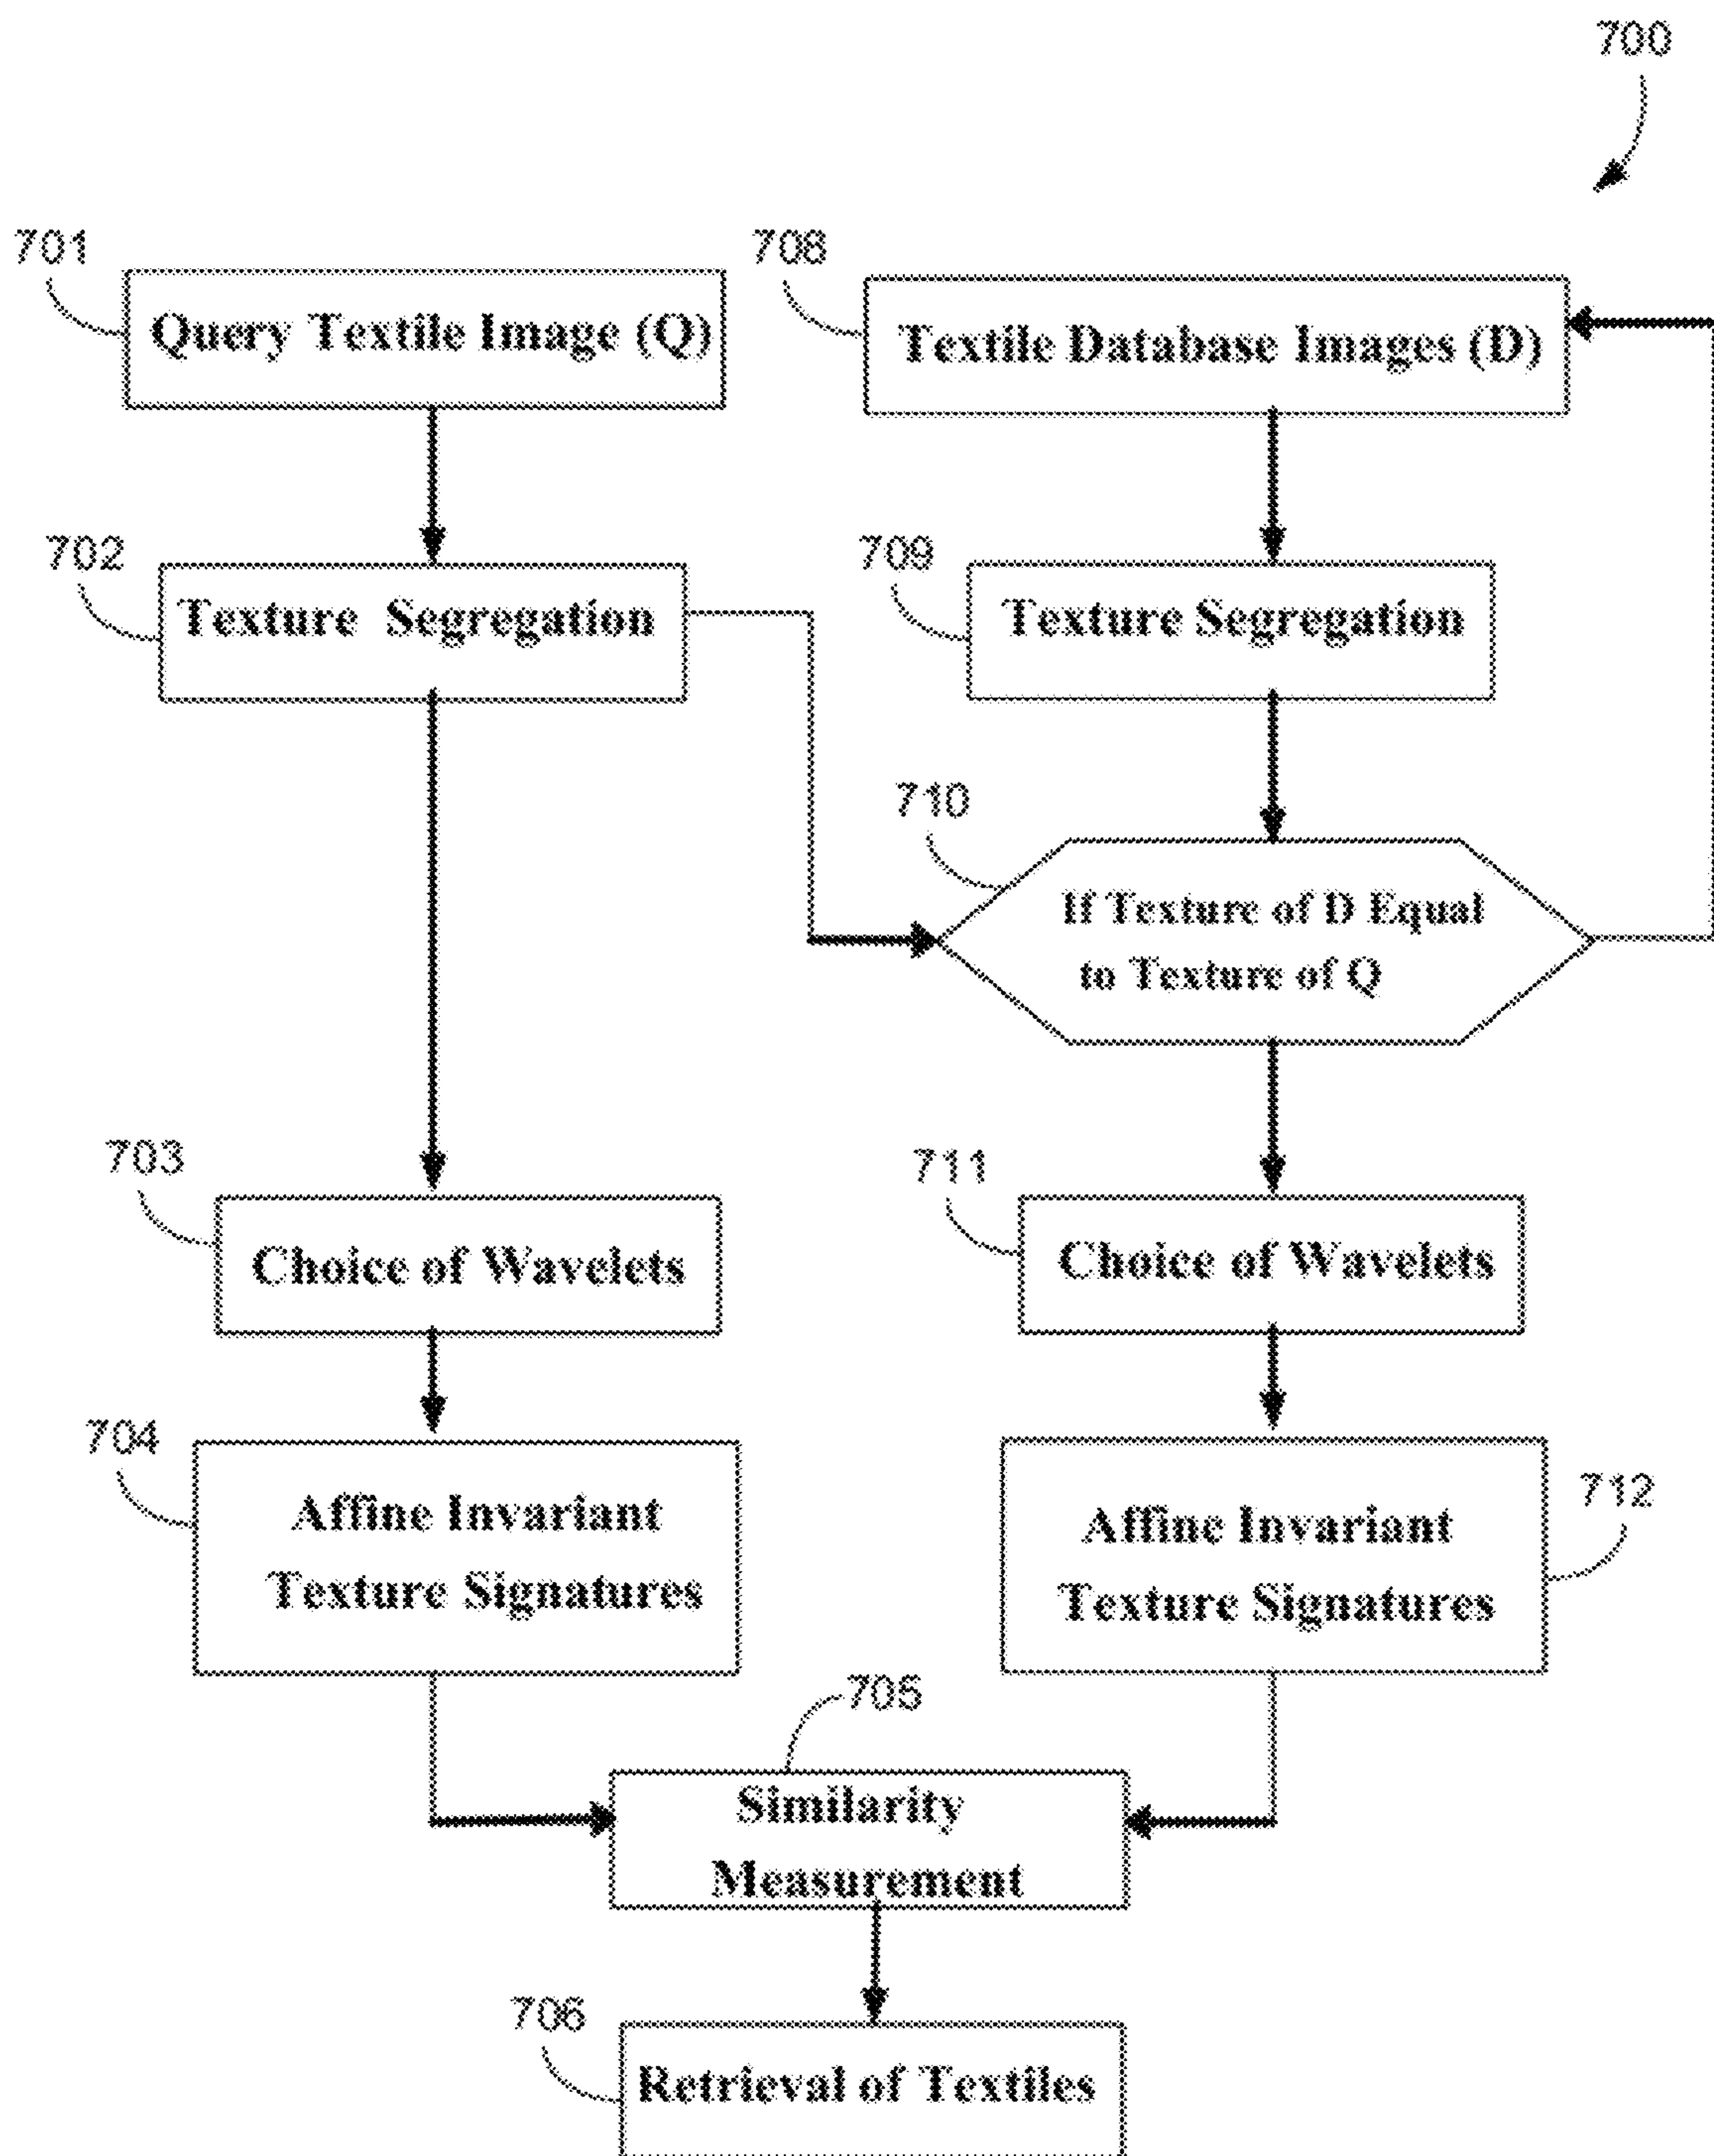 700
701
Query Textile Image (Q)
708
Textile Database Images (D)
702
Texture Segregation
709
Texture Segregation
710
If Texture of D Equal
to Texture of Q
703
Choice of Wavelets
711
Choice of Wavelets
704
Affine Invariant
Texture Signatures
712
Affine Invariant
Texture Signatures
705
Similarity
Measurement
706
Retrieval of Textiles